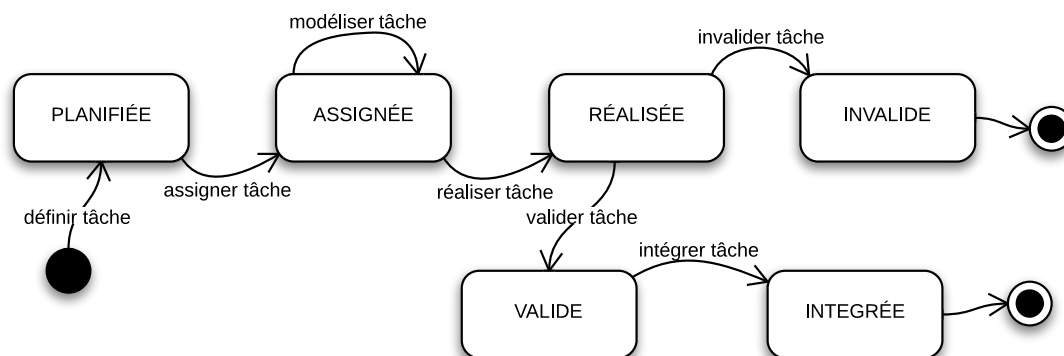 modéliser tâche
invalider tâche
PLANIFIÉE
ASSIGNÉE
RÉALISÉE
INVALIDE
assigner tâche
réaliser tâche
définir tâche
valider tâche
intégrer tâche
VALIDE
INTEGRÉE